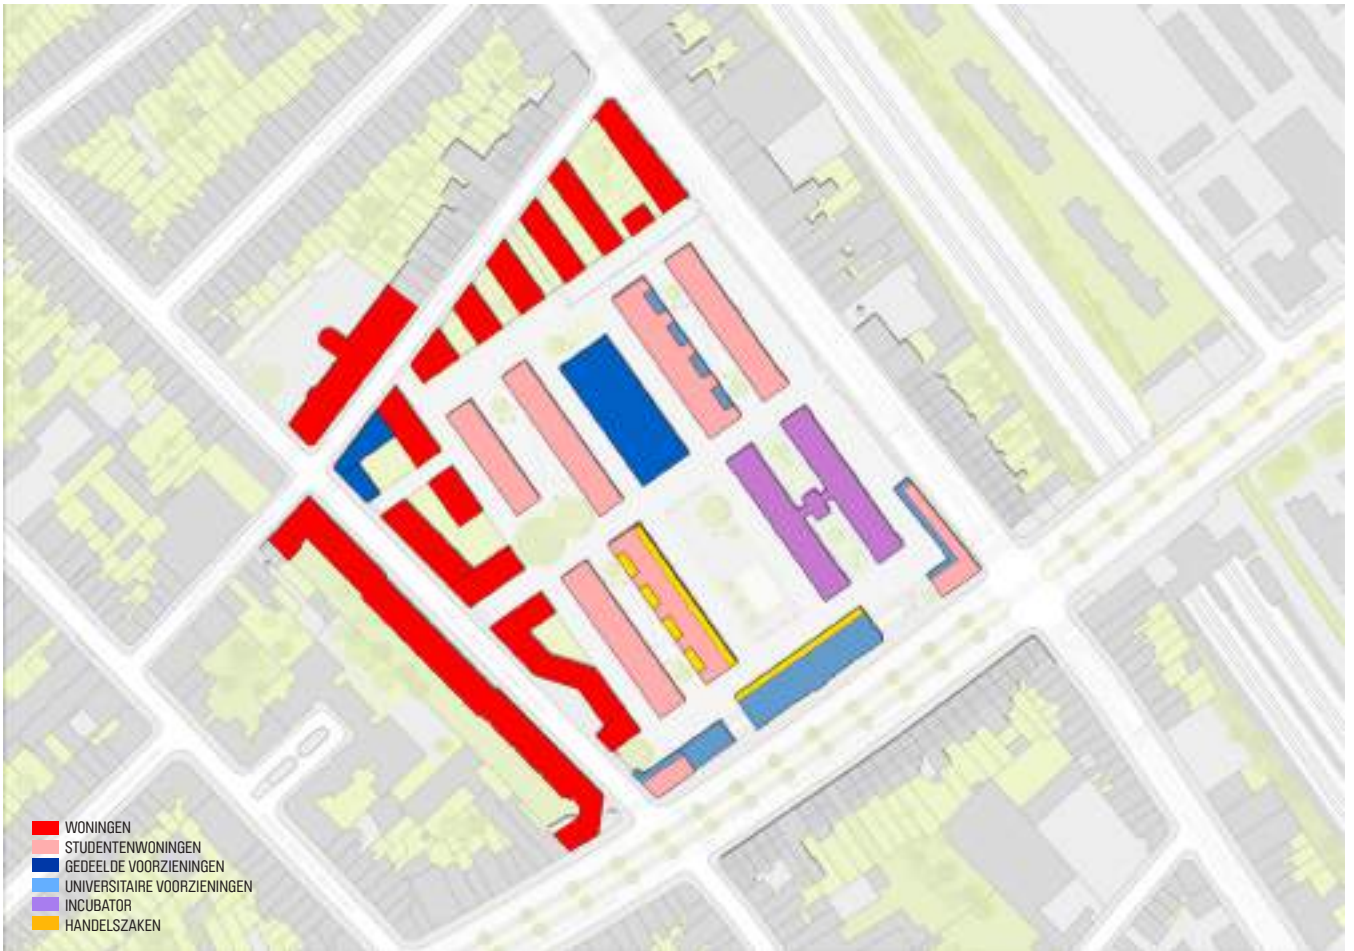 WONINGEN
STUDENTENWONINGEN
GEDEELDE VOORZIENINGEN
UNIVERSITAIRE VOORZIENINGEN
INCUBATOR
HANDELSZAKEN